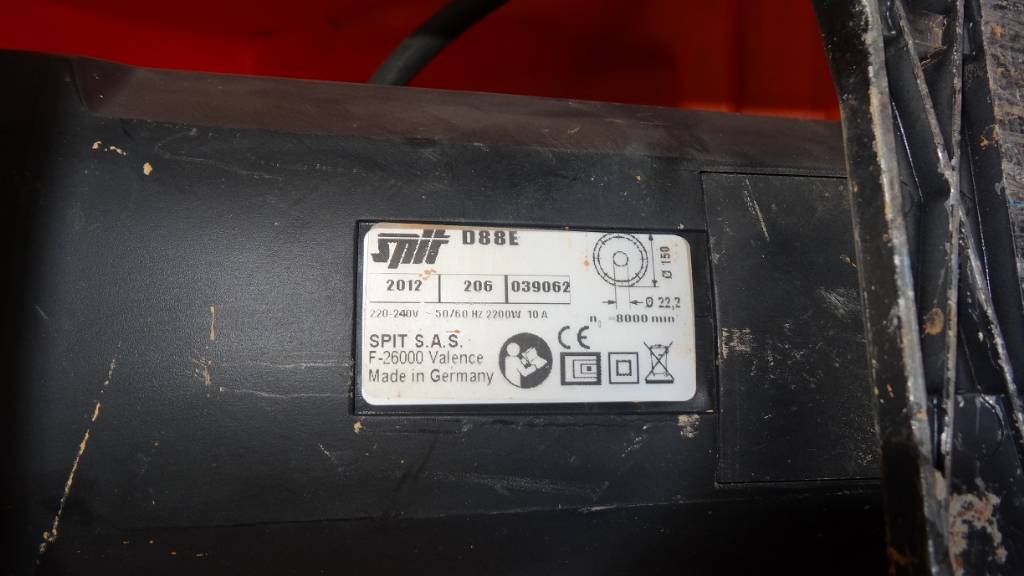 spit D88E
2012 206 039062
220-240V ~ 50/60 Hz 2200W 10 A
SPIT S.A.S.
F-26000 Valence
Made in Germany
CE
Ø 150
Ø 22,2
n₀ =8000 min⁻